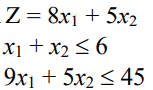 Z = 8x₁ + 5x₂
x₁ + x₂ ≤ 6
9x₁ + 5x₂ ≤ 45